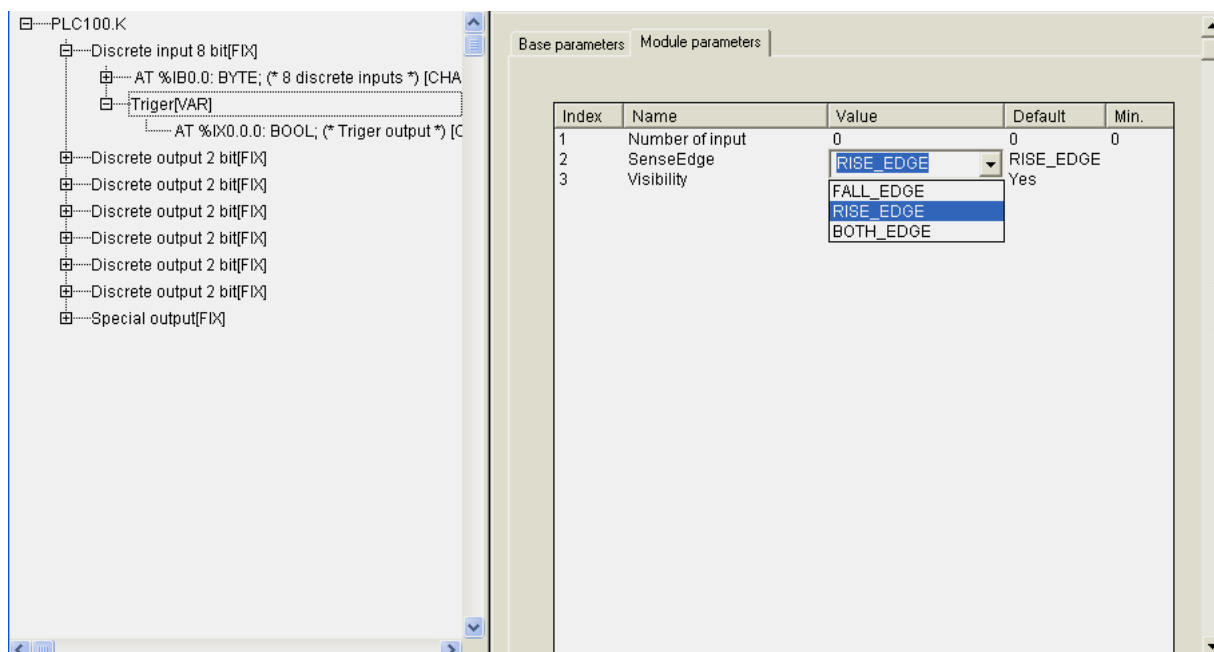 PLC100.K
Discrete input 8 bit[FIX]
AT %IB0.0: BYTE; (* 8 discrete inputs *) [CHA
Triger[VAR]
AT %IX0.0.0: BOOL; (* Triger output *) [C
Discrete output 2 bit[FIX]
Discrete output 2 bit[FIX]
Discrete output 2 bit[FIX]
Discrete output 2 bit[FIX]
Discrete output 2 bit[FIX]
Discrete output 2 bit[FIX]
Special output[FIX]
Base parameters Module parameters
Index Name Value Default Min.
1 Number of input 0 0 0
2 SenseEdge RISE_EDGE RISE_EDGE
3 Visibility Yes
FALL_EDGE
RISE_EDGE
BOTH_EDGE